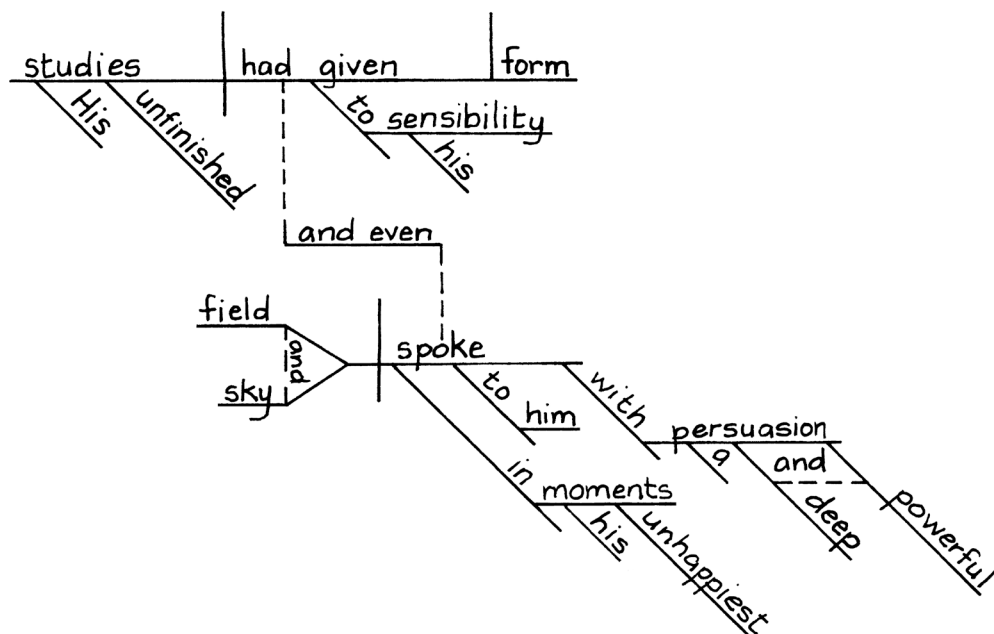 studies had given form
His unfinished to sensibility
his
and even
field
and spoke
sky to him with persuasion
a and
deep powerful
in moments
his unhappiest